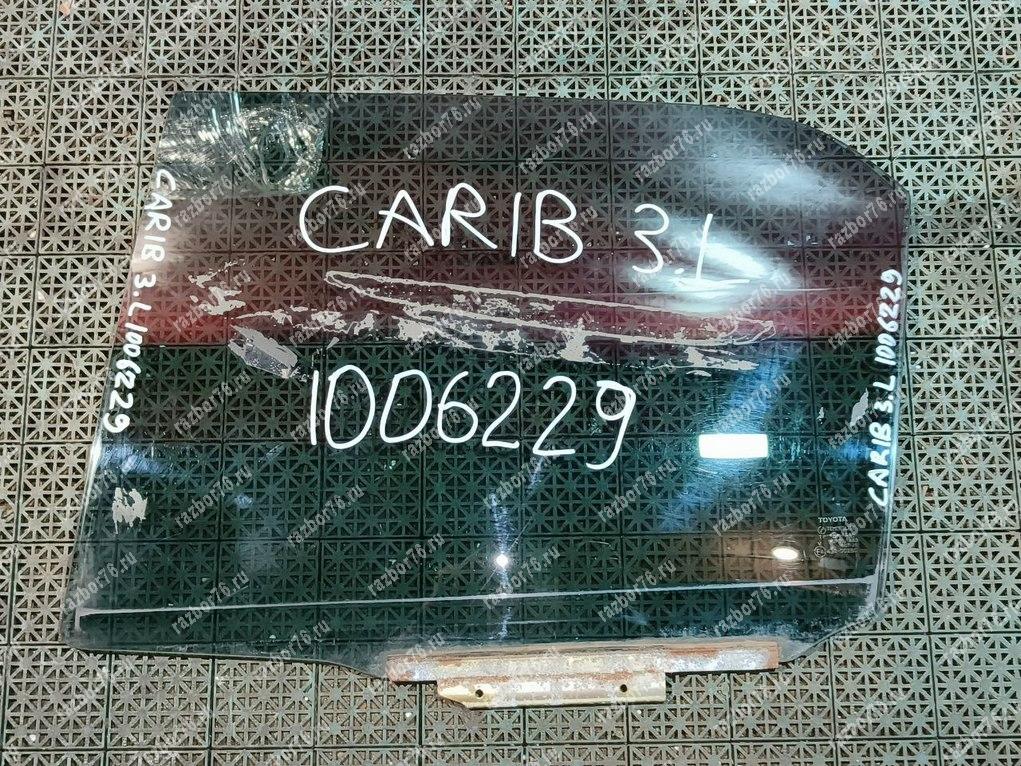 CARIB 3.L
1006229
CARIB 3.L 1006229
CARIB 3.L 1006229
TOYOTA
razbor76.ru